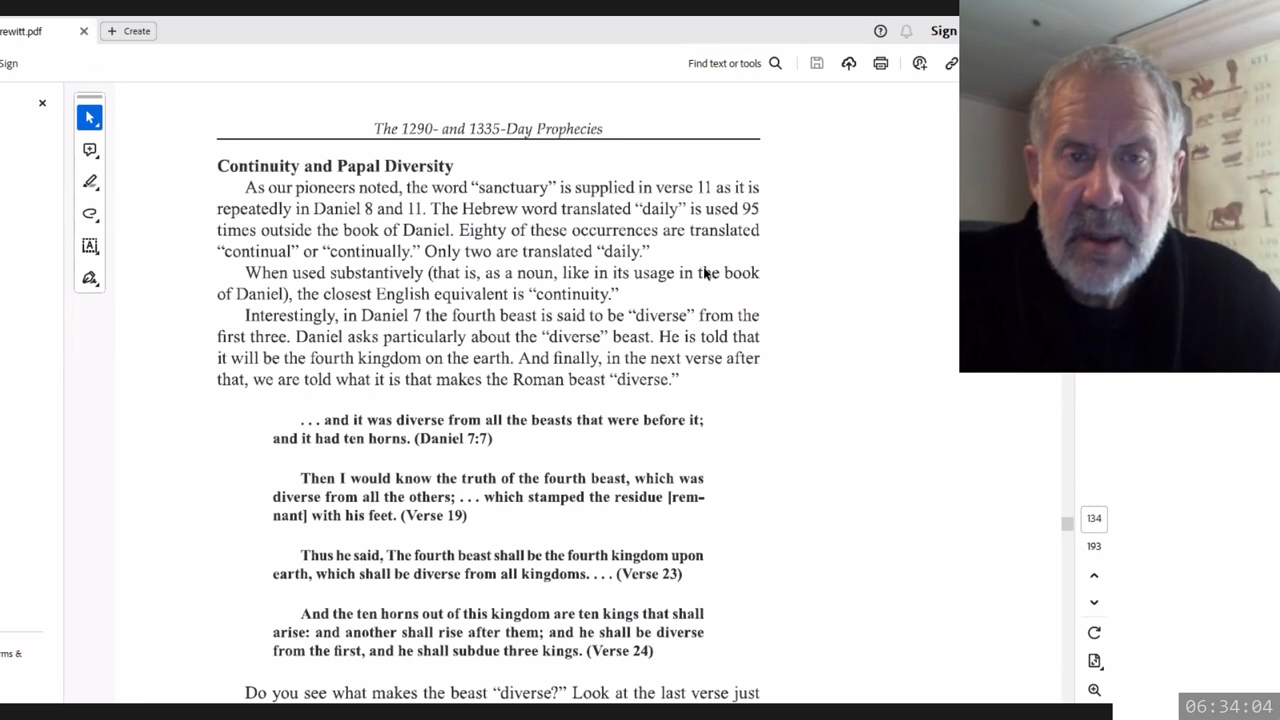 rewitt.pdf
Create
Sign
Sign
Find text or tools
The 1290- and 1335-Day Prophecies
Continuity and Papal Diversity
As our pioneers noted, the word “sanctuary” is supplied in verse 11 as it is
repeatedly in Daniel 8 and 11. The Hebrew word translated “daily” is used 95
times outside the book of Daniel. Eighty of these occurrences are translated
“continual” or “continually.” Only two are translated “daily.”
When used substantively (that is, as a noun, like in its usage in the book
of Daniel), the closest English equivalent is “continuity.”
Interestingly, in Daniel 7 the fourth beast is said to be “diverse” from the
first three. Daniel asks particularly about the “diverse” beast. He is told that
it will be the fourth kingdom on the earth. And finally, in the next verse after
that, we are told what it is that makes the Roman beast “diverse.”
. . . and it was diverse from all the beasts that were before it;
and it had ten horns. (Daniel 7:7)
Then I would know the truth of the fourth beast, which was
diverse from all the others; . . . which stamped the residue [rem-
nant] with his feet. (Verse 19)
Thus he said, The fourth beast shall be the fourth kingdom upon
earth, which shall be diverse from all kingdoms. . . . (Verse 23)
And the ten horns out of this kingdom are ten kings that shall
arise: and another shall rise after them; and he shall be diverse
from the first, and he shall subdue three kings. (Verse 24)
Do you see what makes the beast “diverse?” Look at the last verse just
134
193
rms &
06:34:04